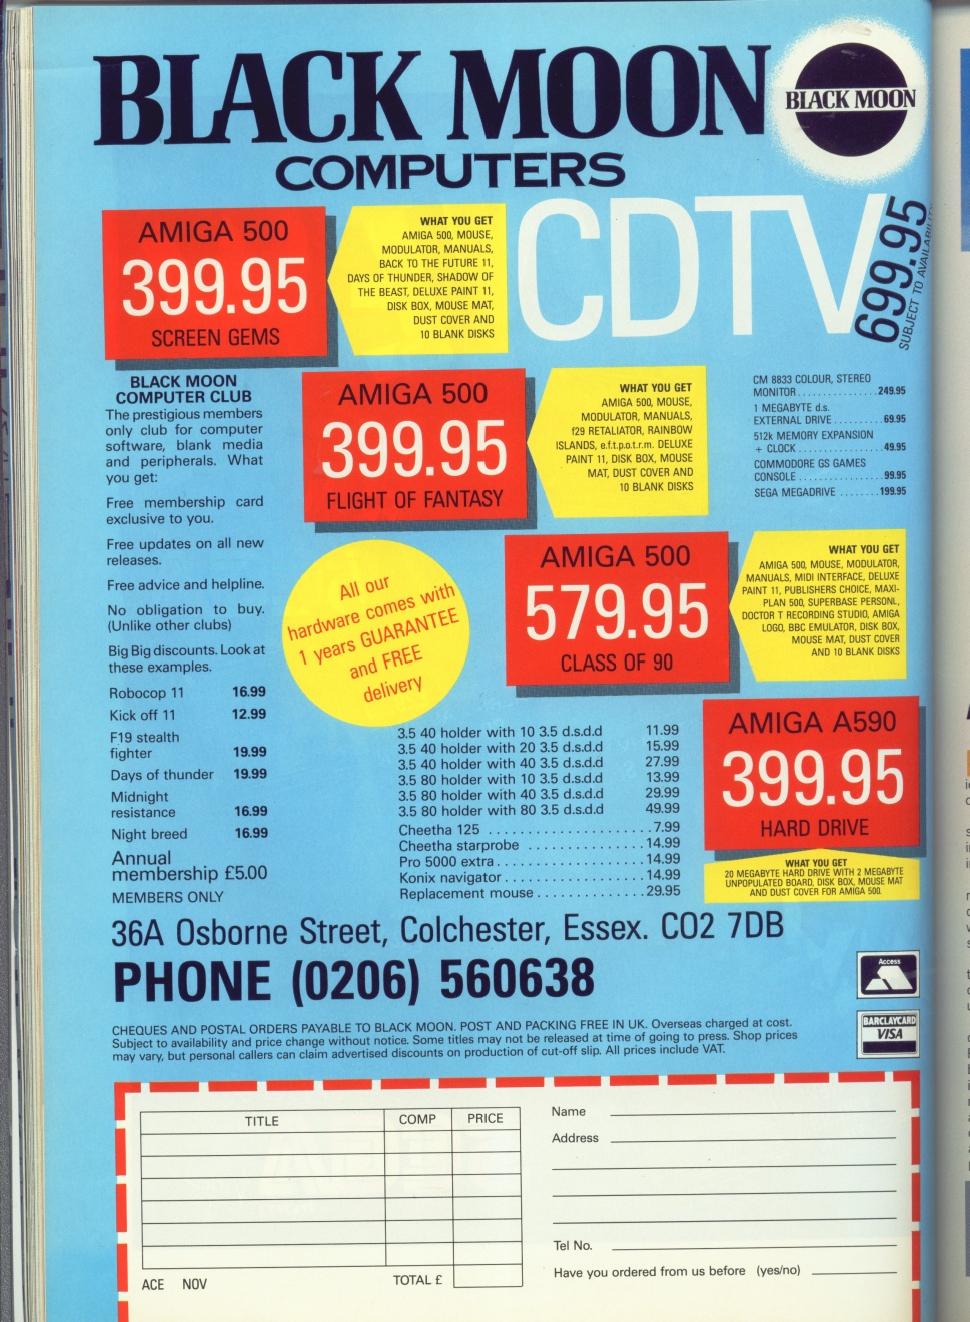 BLACK MOON
COMPUTERS
BLACK MOON
CDTV
699.95
SUBJECT TO AVAILABILITY
AMIGA 500
399.95
SCREEN GEMS
WHAT YOU GET
AMIGA 500, MOUSE,
MODULATOR, MANUALS,
BACK TO THE FUTURE 11,
DAYS OF THUNDER, SHADOW OF
THE BEAST, DELUXE PAINT 11,
DISK BOX, MOUSE MAT,
DUST COVER AND
10 BLANK DISKS
BLACK MOON
COMPUTER CLUB
The prestigious members
only club for computer
software, blank media
and peripherals. What
you get:
Free membership card
exclusive to you.
Free updates on all new
releases.
Free advice and helpline.
No obligation to buy.
(Unlike other clubs)
Big Big discounts. Look at
these examples.
Robocop 11 16.99
Kick off 11 12.99
F19 stealth
fighter 19.99
Days of thunder 19.99
Midnight
resistance 16.99
Night breed 16.99
Annual
membership £5.00
MEMBERS ONLY
AMIGA 500
399.95
FLIGHT OF FANTASY
WHAT YOU GET
AMIGA 500, MOUSE,
MODULATOR, MANUALS,
f29 RETALIATOR, RAINBOW
ISLANDS, e.f.t.p.o.t.r.m. DELUXE
PAINT 11, DISK BOX, MOUSE
MAT, DUST COVER AND
10 BLANK DISKS
CM 8833 COLOUR, STEREO
MONITOR ................ 249.95
1 MEGABYTE d.s.
EXTERNAL DRIVE .......... 69.95
512k MEMORY EXPANSION
+ CLOCK ................. 49.95
COMMODORE GS GAMES
CONSOLE ................. 99.95
SEGA MEGADRIVE ....... 199.95
All our
hardware comes with
1 years GUARANTEE
and FREE
delivery
AMIGA 500
579.95
CLASS OF 90
WHAT YOU GET
AMIGA 500, MOUSE, MODULATOR,
MANUALS, MIDI INTERFACE, DELUXE
PAINT 11, PUBLISHERS CHOICE, MAXI-
PLAN 500, SUPERBASE PERSONL,
DOCTOR T RECORDING STUDIO, AMIGA
LOGO, BBC EMULATOR, DISK BOX,
MOUSE MAT, DUST COVER
AND 10 BLANK DISKS
3.5 40 holder with 10 3.5 d.s.d.d 11.99
3.5 40 holder with 20 3.5 d.s.d.d 15.99
3.5 40 holder with 40 3.5 d.s.d.d 27.99
3.5 80 holder with 10 3.5 d.s.d.d 13.99
3.5 80 holder with 40 3.5 d.s.d.d 29.99
3.5 80 holder with 80 3.5 d.s.d.d 49.99
Cheetha 125 ..................... 7.99
Cheetha starprobe ............... 14.99
Pro 5000 extra .................. 14.99
Konix navigator ................. 14.99
Replacement mouse ............... 29.95
AMIGA A590
399.95
HARD DRIVE
WHAT YOU GET
20 MEGABYTE HARD DRIVE WITH 2 MEGABYTE
UNPOPULATED BOARD, DISK BOX, MOUSE MAT
AND DUST COVER FOR AMIGA 500.
36A Osborne Street, Colchester, Essex. CO2 7DB
PHONE (0206) 560638
Access
BARCLAYCARD
VISA
CHEQUES AND POSTAL ORDERS PAYABLE TO BLACK MOON. POST AND PACKING FREE IN UK. Overseas charged at cost.
Subject to availability and price change without notice. Some titles may not be released at time of going to press. Shop prices
may vary, but personal callers can claim advertised discounts on production of cut-off slip. All prices include VAT.
TITLE COMP PRICE
TOTAL £
ACE NOV
Name
Address
Tel No.
Have you ordered from us before (yes/no)